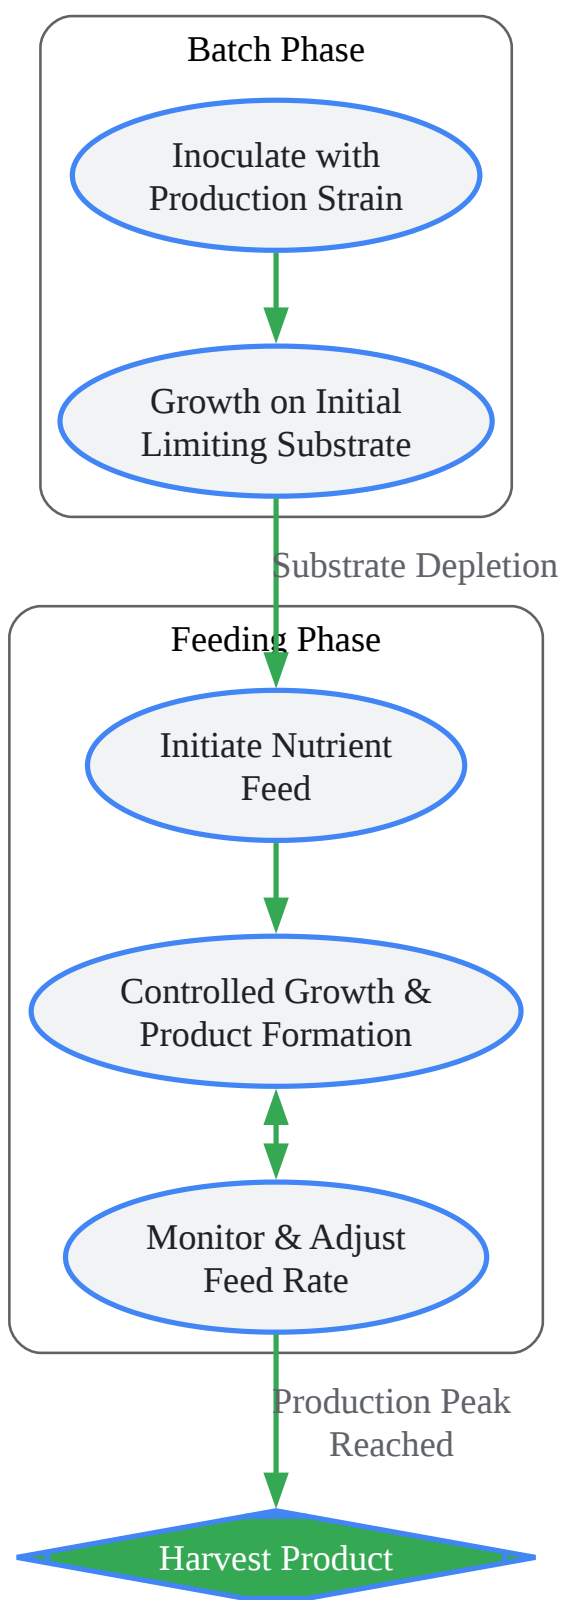 Batch Phase
Inoculate with
Production Strain
Growth on Initial
Limiting Substrate
Substrate Depletion
Feeding Phase
Initiate Nutrient
Feed
Controlled Growth &
Product Formation
Monitor & Adjust
Feed Rate
Production Peak
Reached
Harvest Product